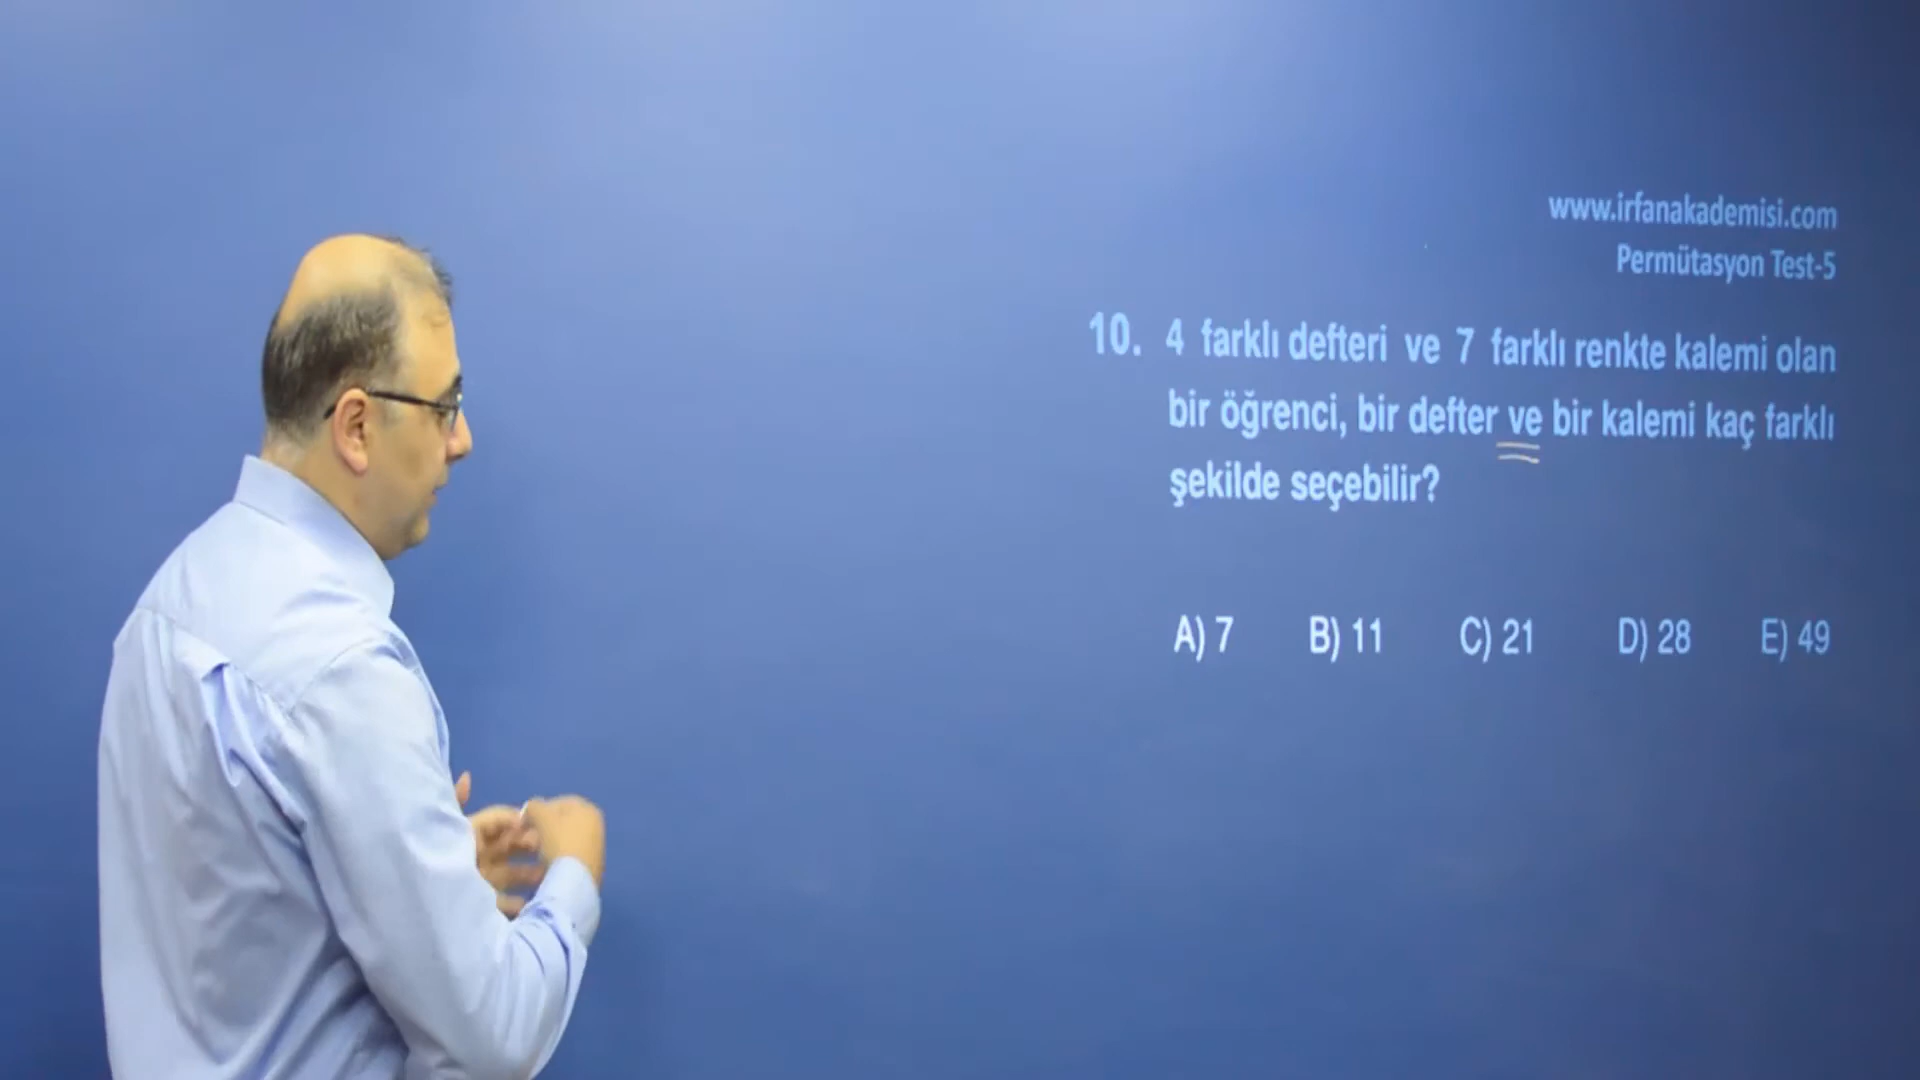 www.irfanakademisi.com
Permütasyon Test-5
10. 4 farklı defteri ve 7 farklı renkte kalemi olan
bir öğrenci, bir defter ve bir kalemi kaç farklı
şekilde seçebilir?
A) 7 B) 11 C) 21 D) 28 E) 49